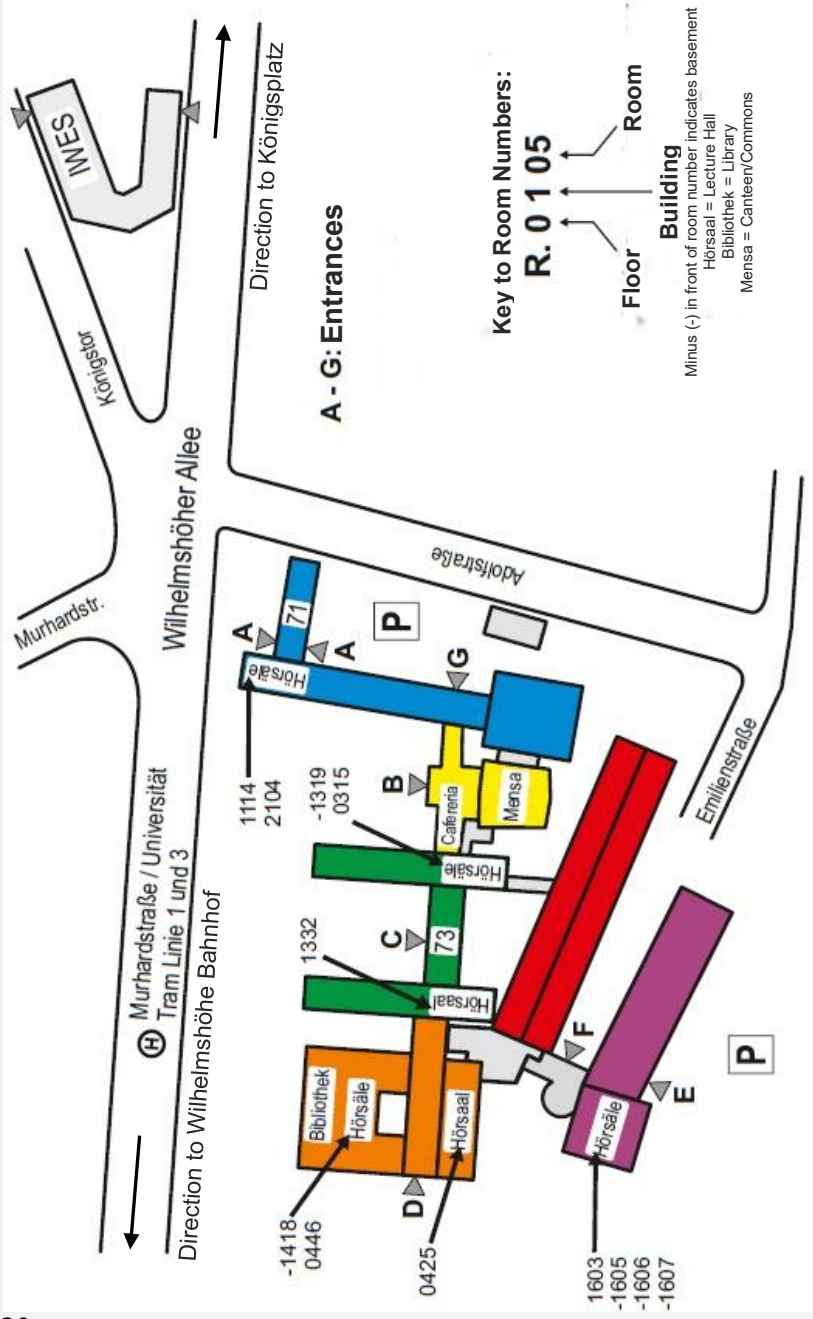 IWES
Königstor
Direction to Königsplatz
Murhardstr.
Wilhelmshöher Allee
A - G: Entrances
Key to Room Numbers:
R. 0 1 05
Floor
Building
Room
Minus (-) in front of room number indicates basement
Hörsaal = Lecture Hall
Bibliothek = Library
Mensa = Canteen/Commons
Adolfstraße
Emilienstraße
H Murhardstraße / Universität
Tram Linie 1 und 3
Direction to Wilhelmshöhe Bahnhof
A
71
A
Hörsäle
P
G
1114
2104
B
-1319
0315
Cafereria
Mensa
Hörsäle
C
73
1332
Hörsaal
Bibliothek
Hörsäle
Hörsaal
D
-1418
0446
0425
F
E
P
Hörsäle
1603
-1605
-1606
-1607